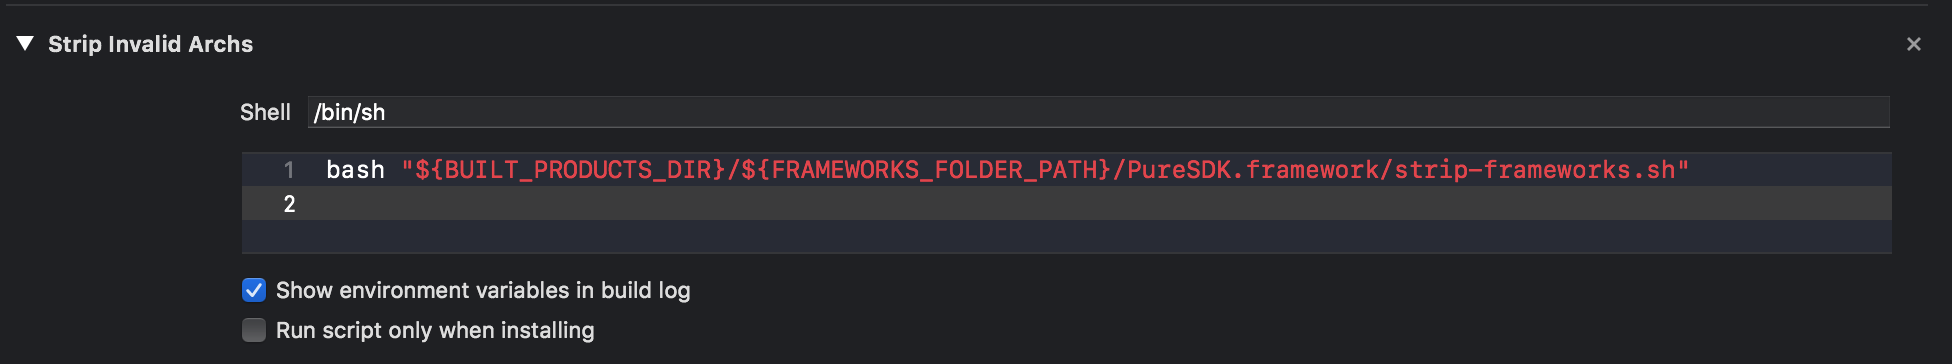 Strip Invalid Archs
Shell /bin/sh
1 bash "${BUILT_PRODUCTS_DIR}/${FRAMEWORKS_FOLDER_PATH}/PureSDK.framework/strip-frameworks.sh"
2
Show environment variables in build log
Run script only when installing